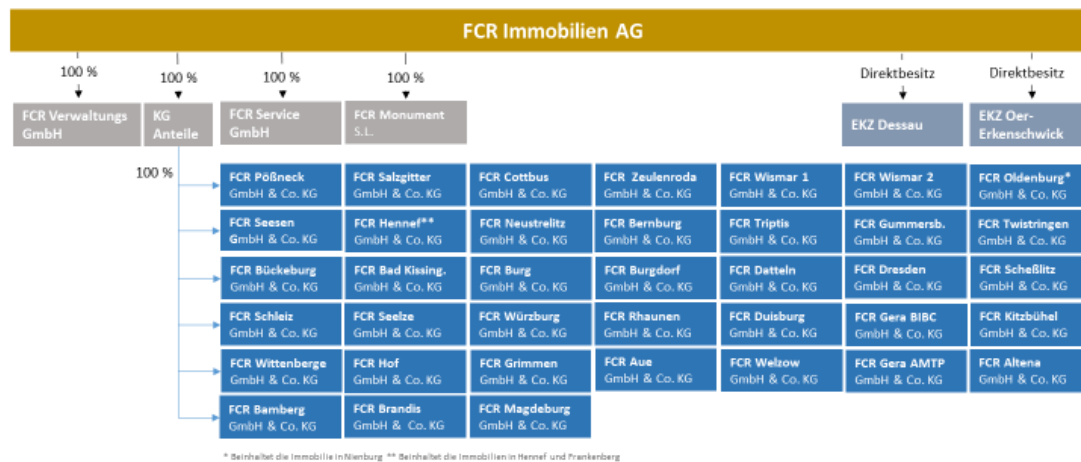 FCR Immobilien AG
100 %
100 %
100 %
100 %
Direktbesitz
Direktbesitz
FCR Verwaltungs
GmbH
KG
Anteile
FCR Service
GmbH
FCR Monument
S.L.
EKZ Dessau
EKZ Oer-
Erkenschwick
100 %
FCR Pößneck
GmbH & Co. KG
FCR Salzgitter
GmbH & Co. KG
FCR Cottbus
GmbH & Co. KG
FCR Zeulenroda
GmbH & Co. KG
FCR Wismar 1
GmbH & Co. KG
FCR Wismar 2
GmbH & Co. KG
FCR Oldenburg*
GmbH & Co. KG
FCR Seesen
GmbH & Co. KG
FCR Hennef**
GmbH & Co. KG
FCR Neustrelitz
GmbH & Co. KG
FCR Bernburg
GmbH & Co. KG
FCR Triptis
GmbH & Co. KG
FCR Gummersb.
GmbH & Co. KG
FCR Twistringen
GmbH & Co. KG
FCR Bückeburg
GmbH & Co. KG
FCR Bad Kissing.
GmbH & Co. KG
FCR Burg
GmbH & Co. KG
FCR Burgdorf
GmbH & Co. KG
FCR Datteln
GmbH & Co. KG
FCR Dresden
GmbH & Co. KG
FCR Scheßlitz
GmbH & Co. KG
FCR Schleiz
GmbH & Co. KG
FCR Seelze
GmbH & Co. KG
FCR Würzburg
GmbH & Co. KG
FCR Rhaunen
GmbH & Co. KG
FCR Duisburg
GmbH & Co. KG
FCR Gera BIBC
GmbH & Co. KG
FCR Kitzbühel
GmbH & Co. KG
FCR Wittenberge
GmbH & Co. KG
FCR Hof
GmbH & Co. KG
FCR Grimmen
GmbH & Co. KG
FCR Aue
GmbH & Co. KG
FCR Welzow
GmbH & Co. KG
FCR Gera AMTP
GmbH & Co. KG
FCR Altena
GmbH & Co. KG
FCR Bamberg
GmbH & Co. KG
FCR Brandis
GmbH & Co. KG
FCR Magdeburg
GmbH & Co. KG
* Beinhaltet die Immobilie in Nienburg ** Beinhaltet die Immobilien in Hennef und Frankenberg